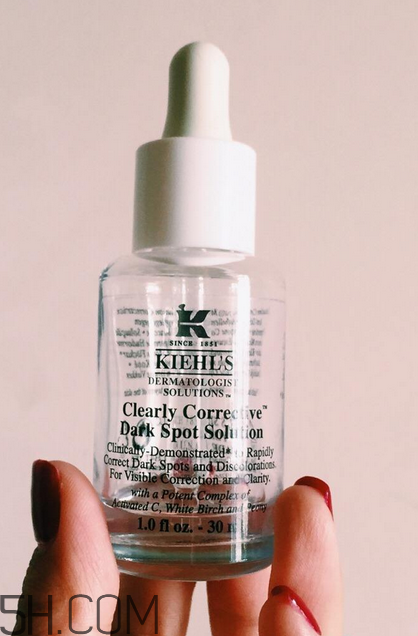 K
SINCE 1851
KIEHL'S
DERMATOLOGIST
SOLUTIONS™
Clearly Corrective™
Dark Spot Solution
Clinically-Demonstrated* to Rapidly
Correct Dark Spots and Discolorations.
For Visible Correction and Clarity.
with a Potent Complex of
Activated C, White Birch and Peony
1.0 fl. oz. - 30
5H.COM